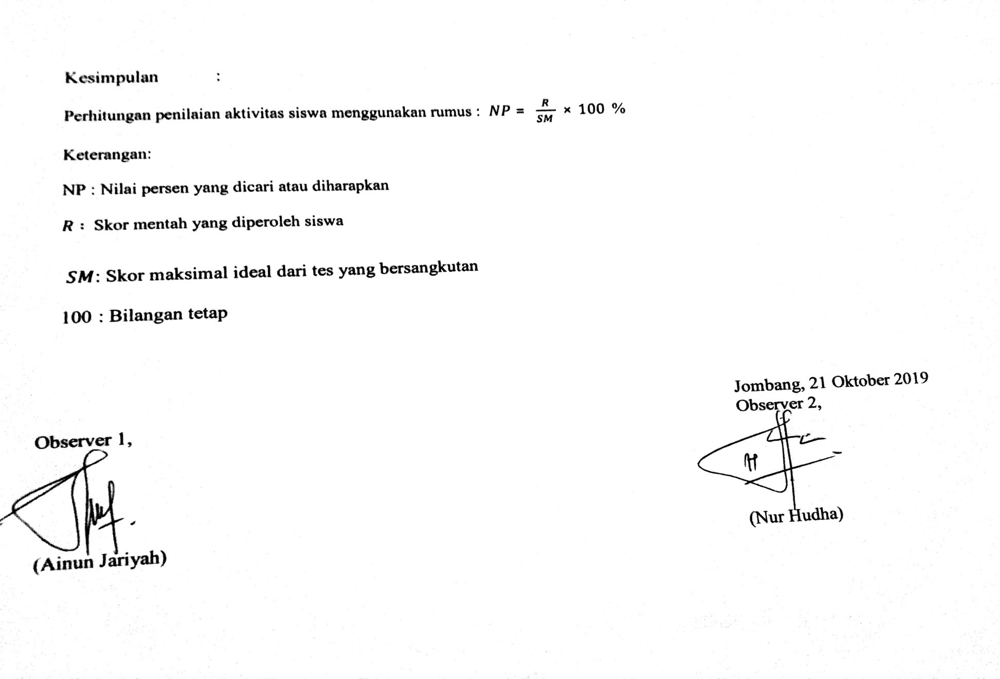 Kesimpulan :
Perhitungan penilaian aktivitas siswa menggunakan rumus : NP = R/SM × 100 %
Keterangan:
NP : Nilai persen yang dicari atau diharapkan
R : Skor mentah yang diperoleh siswa
SM: Skor maksimal ideal dari tes yang bersangkutan
100 : Bilangan tetap
Jombang, 21 Oktober 2019
Observer 2,
(Nur Hudha)
Observer 1,
(Ainun Jariyah)